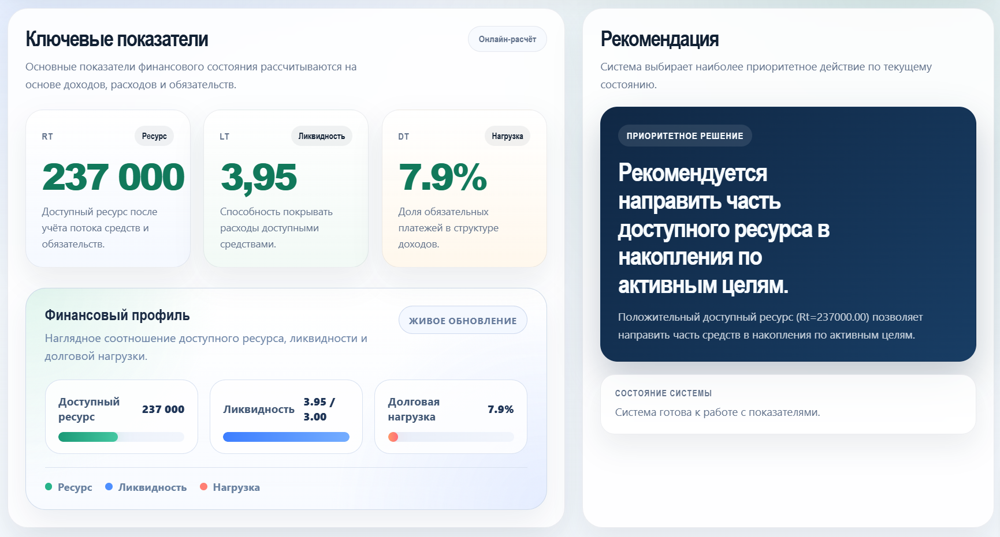 Ключевые показатели
Онлайн-расчёт
Основные показатели финансового состояния рассчитываются на
основе доходов, расходов и обязательств.
RT
Ресурс
237 000
Доступный ресурс после
учёта потока средств и
обязательств.
LT
Ликвидность
3,95
Способность покрывать
расходы доступными
средствами.
DT
Нагрузка
7.9%
Доля обязательных
платежей в структуре
доходов.
Финансовый профиль
ЖИВОЕ ОБНОВЛЕНИЕ
Наглядное соотношение доступного ресурса, ликвидности и
долговой нагрузки.
Доступный
ресурс
237 000
Ликвидность
3.95 /
3.00
Долговая
нагрузка
7.9%
Ресурс
Ликвидность
Нагрузка
Рекомендация
Система выбирает наиболее приоритетное действие по текущему
состоянию.
ПРИОРИТЕТНОЕ РЕШЕНИЕ
Рекомендуется
направить часть
доступного ресурса в
накопления по
активным целям.
Положительный доступный ресурс (Rt=237000.00) позволяет
направить часть средств в накопления по активным целям.
СОСТОЯНИЕ СИСТЕМЫ
Система готова к работе с показателями.